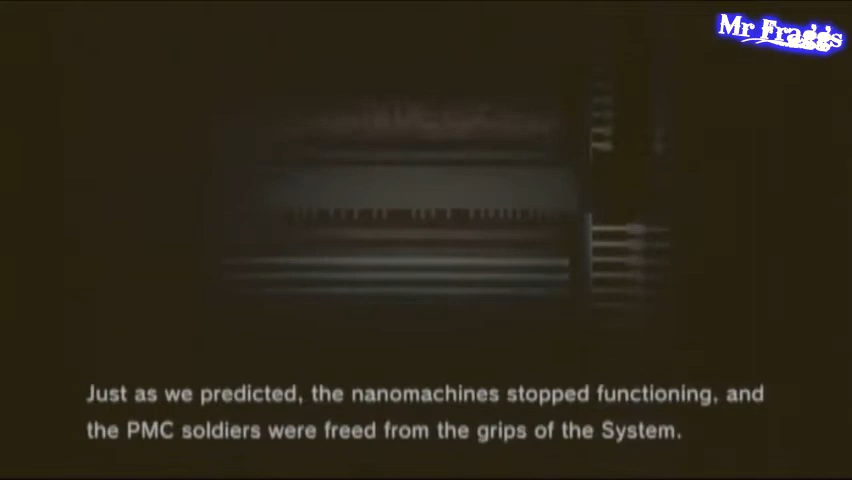 Mr Fraggs
Just as we predicted, the nanomachines stopped functioning, and
the PMC soldiers were freed from the grips of the System.